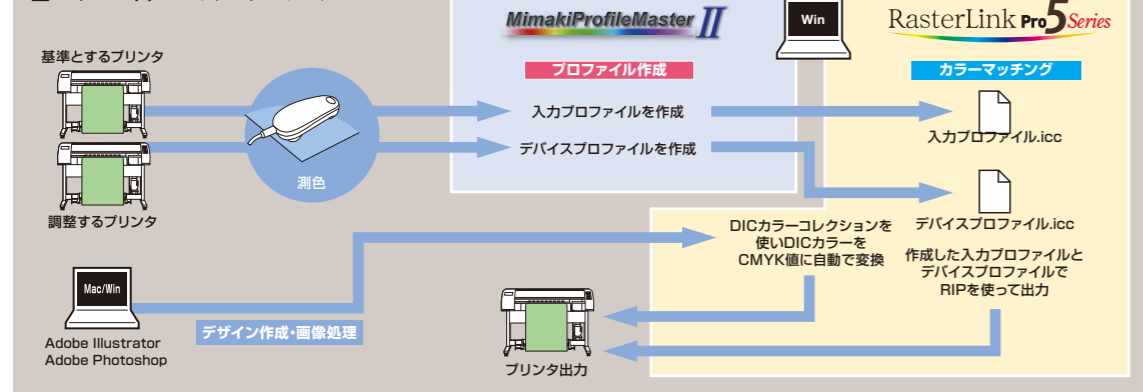 MimakiProfileMaster II
Win
RasterLink Pro5 Series
基準とするプリンタ
プロファイル作成
カラーマッチング
入力プロファイルを作成
入力プロファイル.icc
デバイスプロファイルを作成
測色
調整するプリンタ
DICカラーコレクションを
使いDICカラーを
CMYK値に自動で変換
デバイスプロファイル.icc
作成した入力プロファイルと
デバイスプロファイルで
RIPを使って出力
Mac/Win
デザイン作成・画像処理
Adobe Illustrator
Adobe Photoshop
プリンタ出力